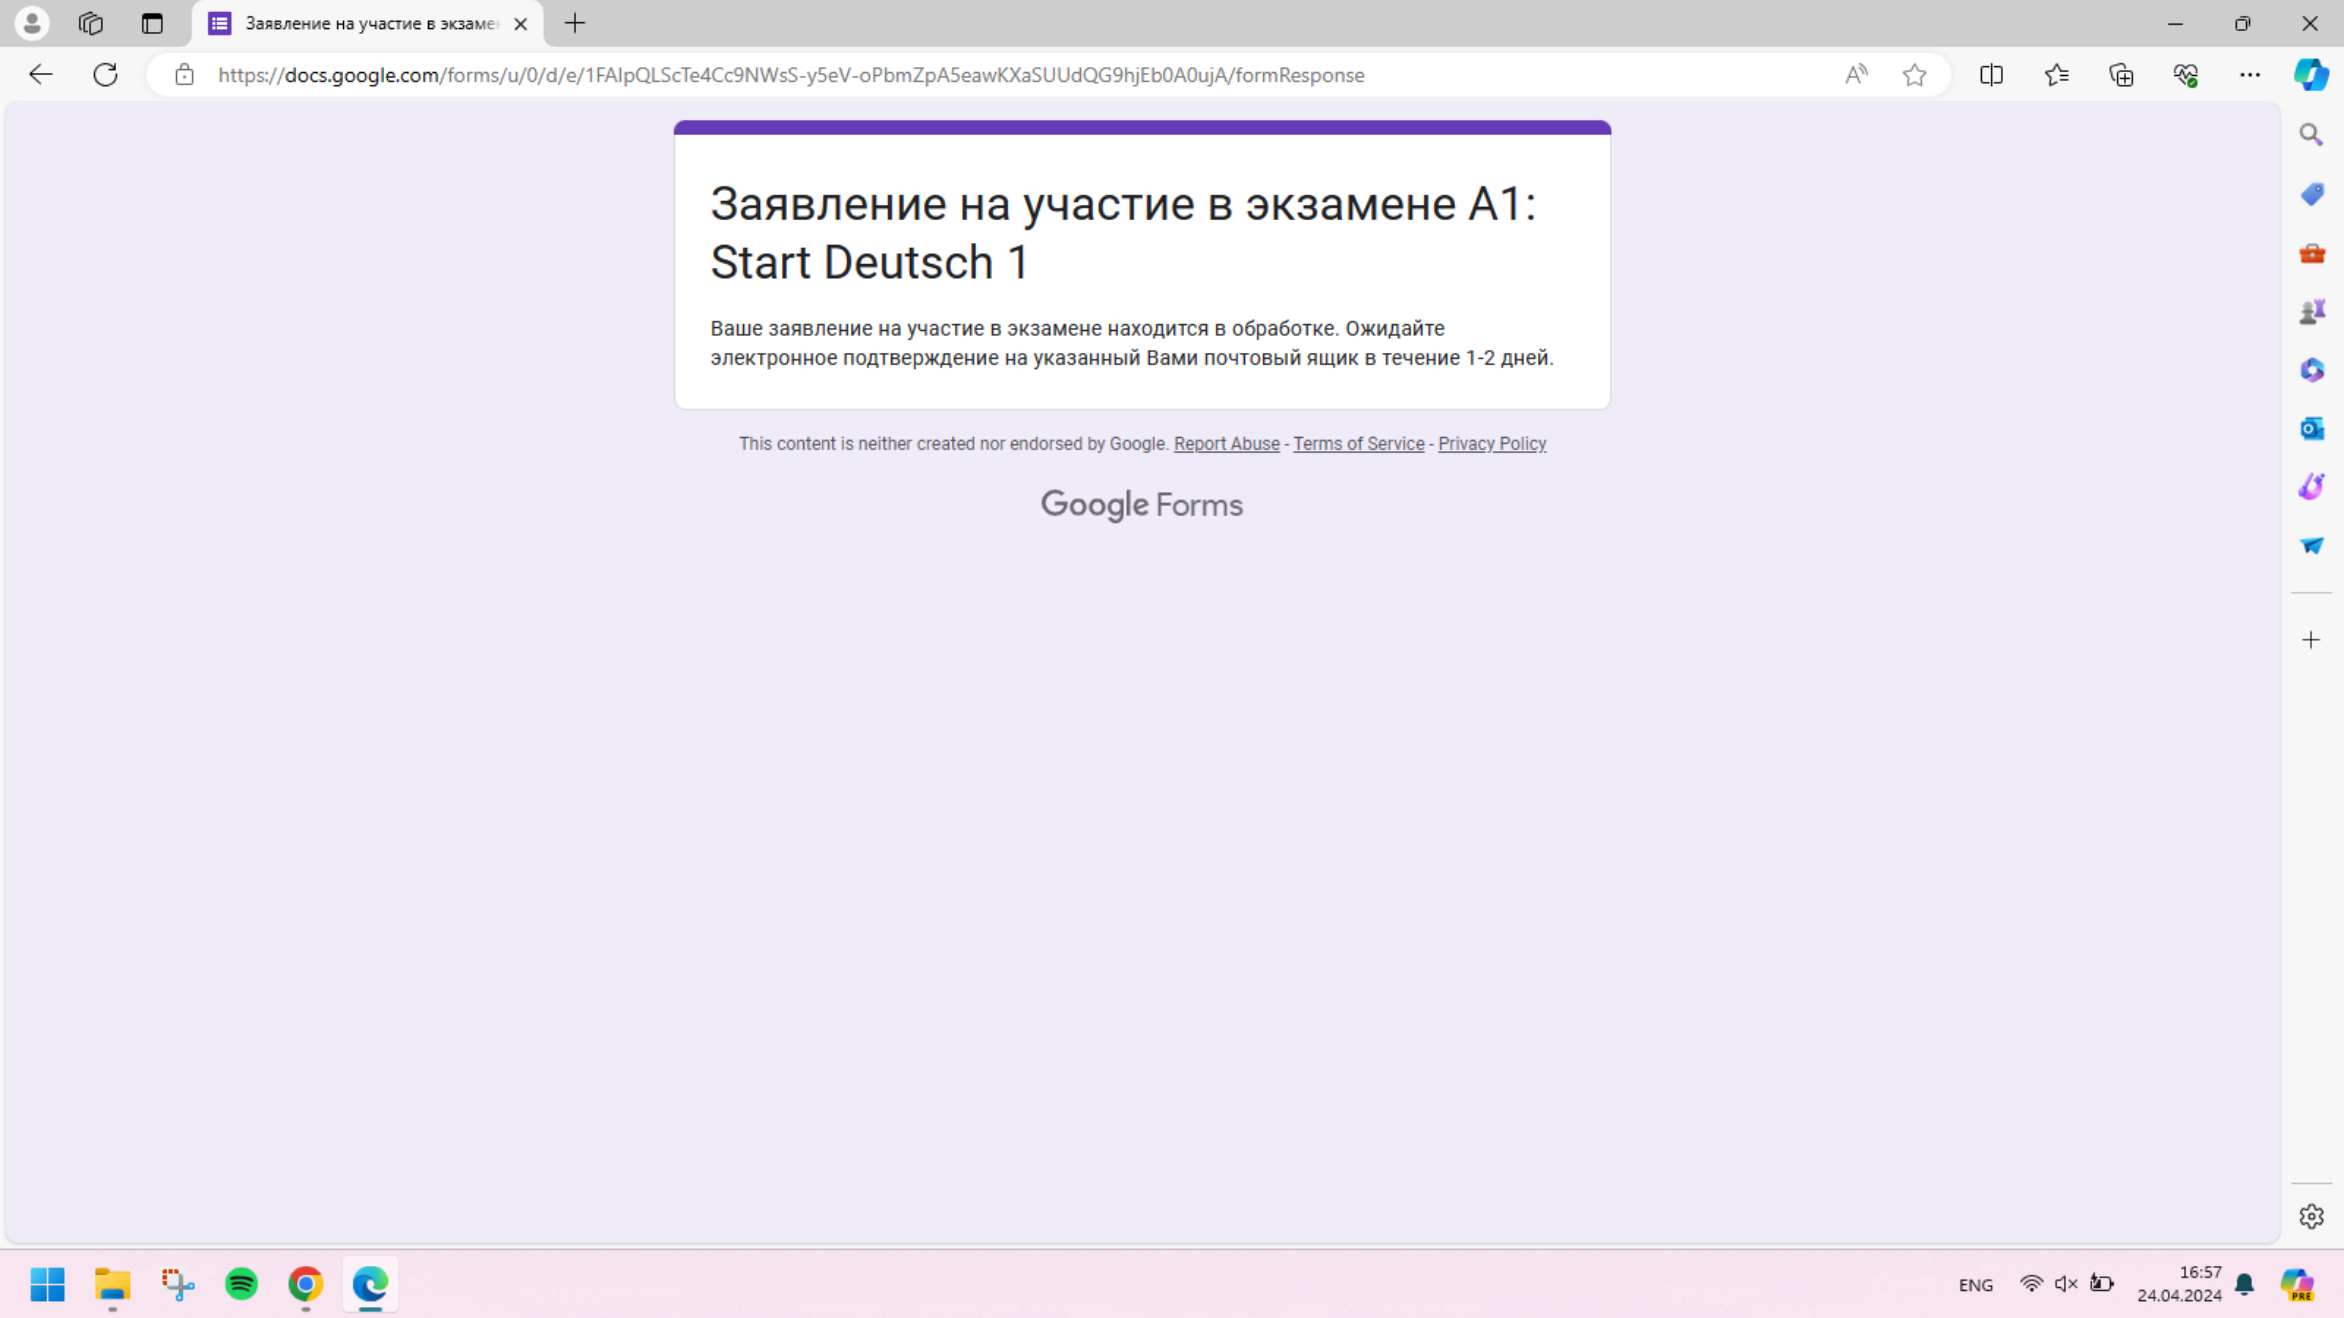 Заявление на участие в экзаме
https://docs.google.com/forms/u/0/d/e/1FAIpQLScTe4Cc9NWsS-y5eV-oPbmZpA5eawKXaSUUdQG9hjEb0A0ujA/formResponse
Заявление на участие в экзамене A1:
Start Deutsch 1
Ваше заявление на участие в экзамене находится в обработке. Ожидайте
электронное подтверждение на указанный Вами почтовый ящик в течение 1-2 дней.
This content is neither created nor endorsed by Google. Report Abuse - Terms of Service - Privacy Policy
Google Forms
ENG
16:57
24.04.2024
PRE